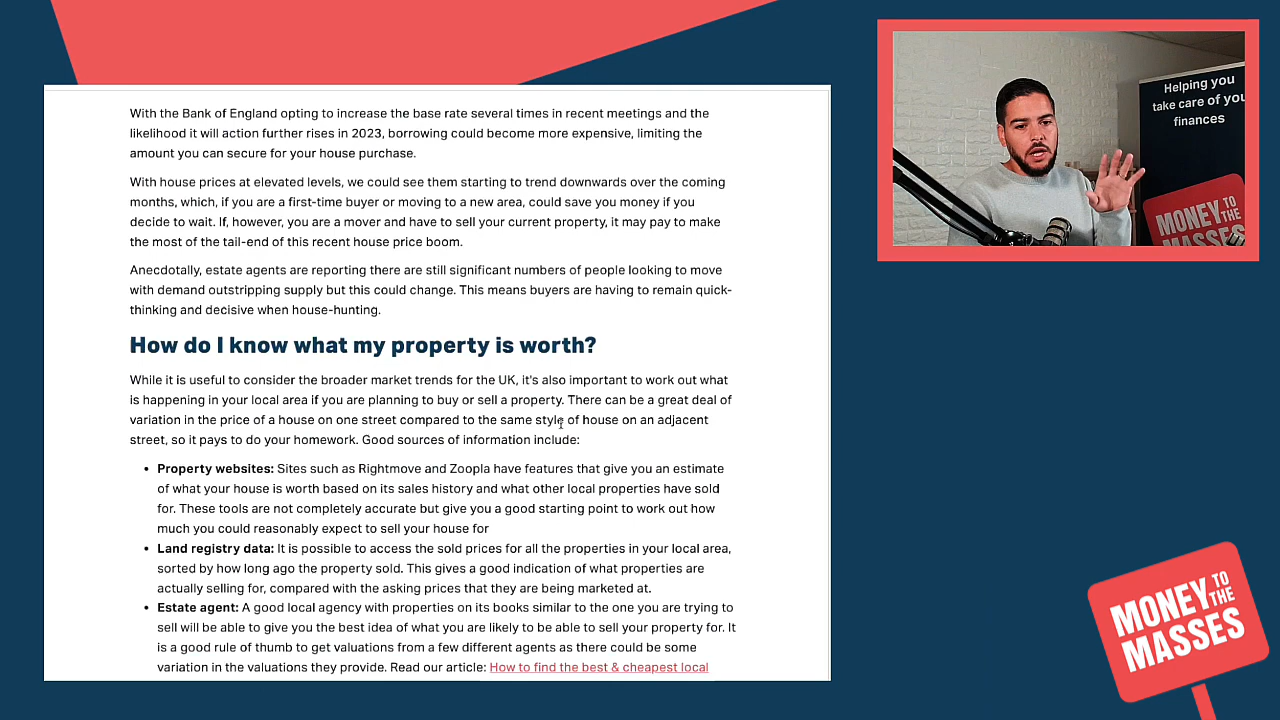 With the Bank of England opting to increase the base rate several times in recent meetings and the
likelihood it will action further rises in 2023, borrowing could become more expensive, limiting the
amount you can secure for your house purchase.
With house prices at elevated levels, we could see them starting to trend downwards over the coming
months, which, if you are a first-time buyer or moving to a new area, could save you money if you
decide to wait. If, however, you are a mover and have to sell your current property, it may pay to make
the most of the tail-end of this recent house price boom.
Anecdotally, estate agents are reporting there are still significant numbers of people looking to move
with demand outstripping supply but this could change. This means buyers are having to remain quick-
thinking and decisive when house-hunting.
How do I know what my property is worth?
While it is useful to consider the broader market trends for the UK, it's also important to work out what
is happening in your local area if you are planning to buy or sell a property. There can be a great deal of
variation in the price of a house on one street compared to the same style of house on an adjacent
street, so it pays to do your homework. Good sources of information include:
• Property websites: Sites such as Rightmove and Zoopla have features that give you an estimate
of what your house is worth based on its sales history and what other local properties have sold
for. These tools are not completely accurate but give you a good starting point to work out how
much you could reasonably expect to sell your house for
• Land registry data: It is possible to access the sold prices for all the properties in your local area,
sorted by how long ago the property sold. This gives a good indication of what properties are
actually selling for, compared with the asking prices that they are being marketed at.
• Estate agent: A good local agency with properties on its books similar to the one you are trying to
sell will be able to give you the best idea of what you are likely to be able to sell your property for. It
is a good rule of thumb to get valuations from a few different agents as there could be some
variation in the valuations they provide. Read our article: How to find the best & cheapest local
Helping you
take care of you
finances
MONEY TO THE
MASSES
MONEY TO THE
MASSES